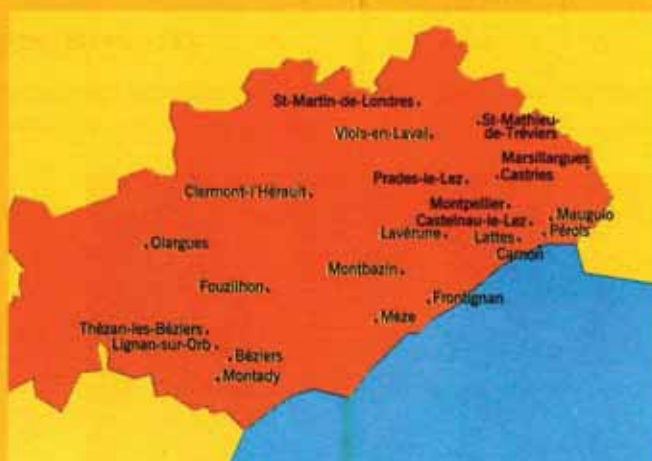 St-Martin-de-Londres
St-Mathieu-
de-Tréviers
Viols-en-Laval
Marsillargues
Castries
Prades-le-Lez
Clermont-l'Hérault
Montpellier
Castelnau-le-Lez
Mauguio
Lavérune
Lattes
Pérols
Carnon
Olargues
Montbazin
Fouzilhon
Frontignan
Mèze
Thézan-les-Béziers
Lignan-sur-Orb
Béziers
Montady